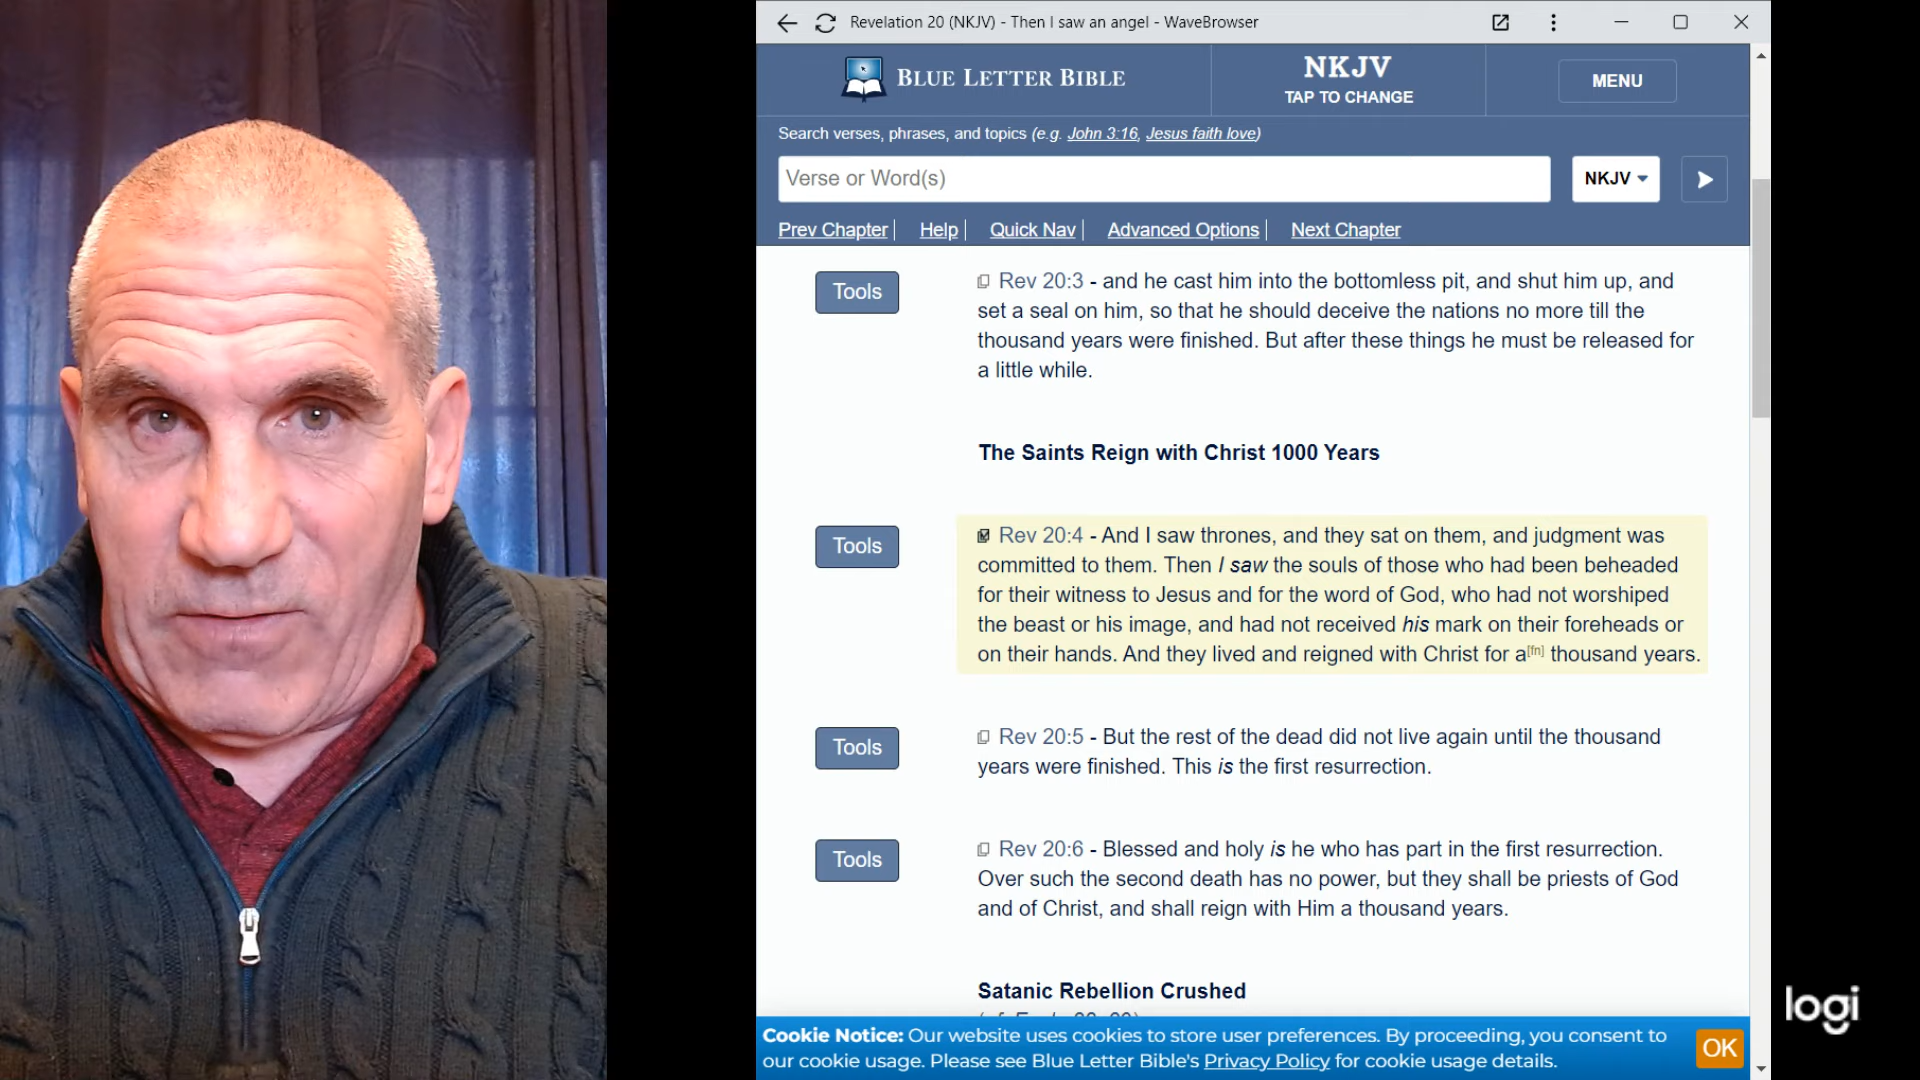 Revelation 20 (NKJV) - Then I saw an angel - WaveBrowser
BLUE LETTER BIBLE
NKJV
TAP TO CHANGE
MENU
Search verses, phrases, and topics (e.g. John 3:16, Jesus faith love)
Verse or Word(s)
NKJV
Prev Chapter
Help
Quick Nav
Advanced Options
Next Chapter
Tools
Rev 20:3 - and he cast him into the bottomless pit, and shut him up, and
set a seal on him, so that he should deceive the nations no more till the
thousand years were finished. But after these things he must be released for
a little while.
The Saints Reign with Christ 1000 Years
Tools
Rev 20:4 - And I saw thrones, and they sat on them, and judgment was
committed to them. Then I saw the souls of those who had been beheaded
for their witness to Jesus and for the word of God, who had not worshiped
the beast or his image, and had not received his mark on their foreheads or
on their hands. And they lived and reigned with Christ for a[fn] thousand years.
Tools
Rev 20:5 - But the rest of the dead did not live again until the thousand
years were finished. This is the first resurrection.
Tools
Rev 20:6 - Blessed and holy is he who has part in the first resurrection.
Over such the second death has no power, but they shall be priests of God
and of Christ, and shall reign with Him a thousand years.
Satanic Rebellion Crushed
Cookie Notice: Our website uses cookies to store user preferences. By proceeding, you consent to
our cookie usage. Please see Blue Letter Bible's Privacy Policy for cookie usage details.
OK
logi